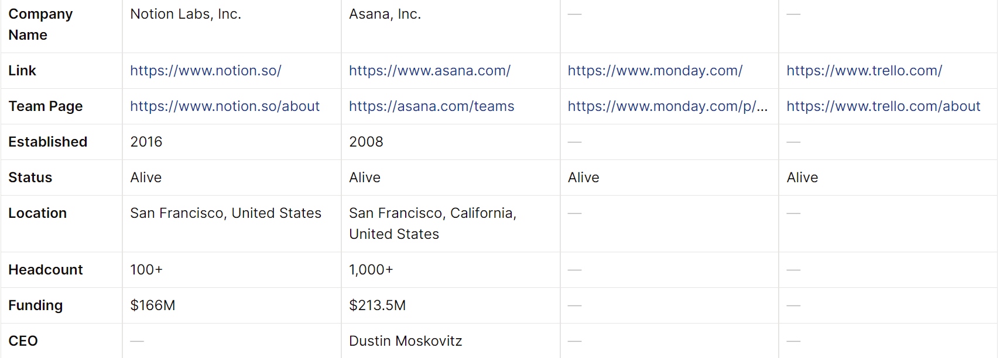 Company Name Notion Labs, Inc. Asana, Inc. — —
Link https://www.notion.so/ https://www.asana.com/ https://www.monday.com/ https://www.trello.com/
Team Page https://www.notion.so/about https://asana.com/teams https://www.monday.com/p/... https://www.trello.com/about
Established 2016 2008 — —
Status Alive Alive Alive Alive
Location San Francisco, United States San Francisco, California, United States — —
Headcount 100+ 1,000+ — —
Funding $166M $213.5M — —
CEO — Dustin Moskovitz — —